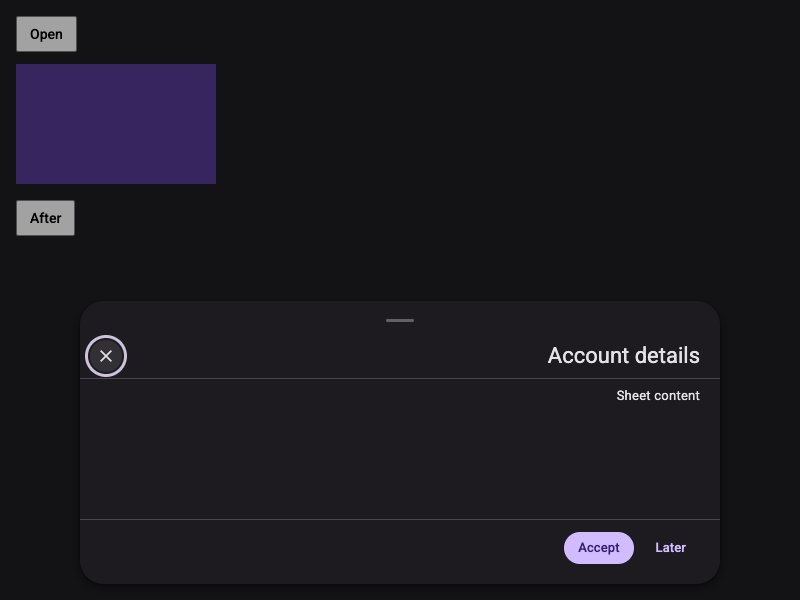 Open
After
Account details
Sheet content
Accept
Later